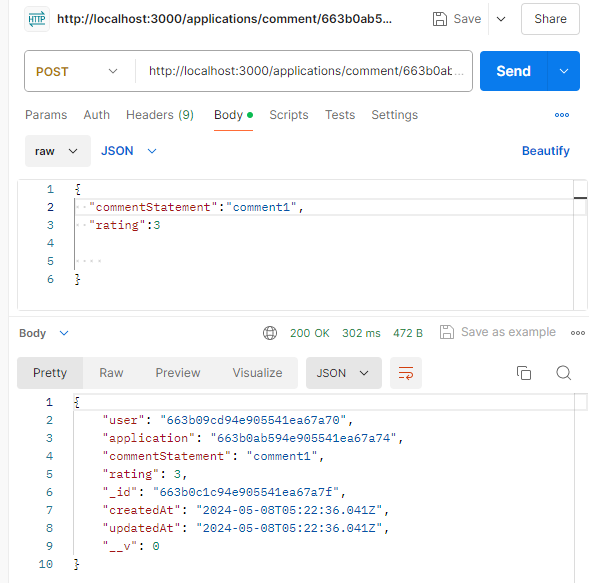 HTTP http://localhost:3000/applications/comment/663b0ab5... Save Share
POST http://localhost:3000/applications/comment/663b0ab...
Send
Params Auth Headers (9) Body Scripts Tests Settings
raw JSON Beautify
1 {
2 "commentStatement":"comment1",
3 "rating":3
4
5
6 }
Body 200 OK 302 ms 472 B Save as example
Pretty Raw Preview Visualize JSON
1 {
2 "user": "663b09cd94e905541ea67a70",
3 "application": "663b0ab594e905541ea67a74",
4 "commentStatement": "comment1",
5 "rating": 3,
6 "_id": "663b0c1c94e905541ea67a7f",
7 "createdAt": "2024-05-08T05:22:36.041Z",
8 "updatedAt": "2024-05-08T05:22:36.041Z",
9 "__v": 0
10 }